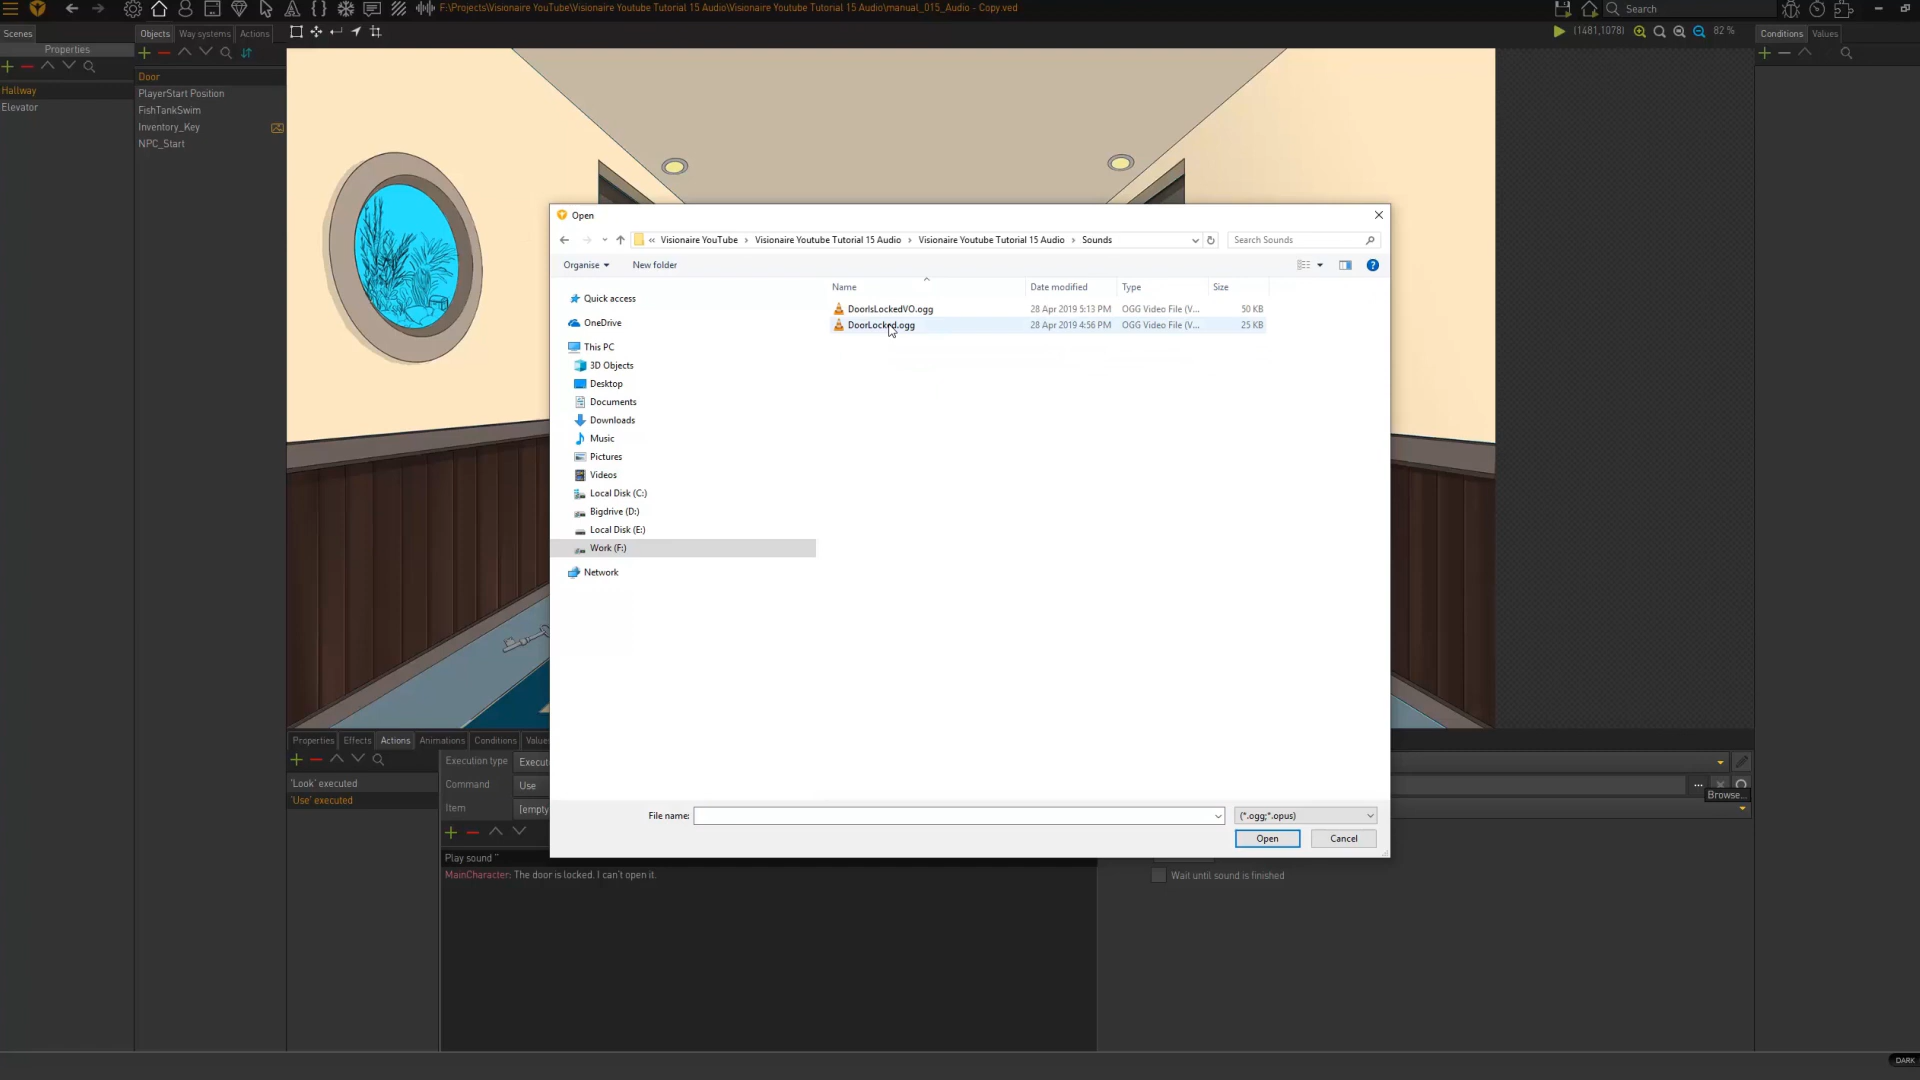 F:\Projects\Visionaire YouTube\Visionaire Youtube Tutorial 15 Audio\Visionaire Youtube Tutorial 15 Audio\manual_015_Audio - Copy.ved
Search
Scenes
Objects
Way systems
Actions
(1481,1078)
82 %
Conditions
Values
Properties
Hallway
Elevator
Door
PlayerStart Position
FishTankSwim
Inventory_Key
NPC_Start
Open
« Visionaire YouTube › Visionaire Youtube Tutorial 15 Audio › Visionaire Youtube Tutorial 15 Audio › Sounds
Search Sounds
Organise
New folder
Name
Date modified
Type
Size
Quick access
OneDrive
This PC
3D Objects
Desktop
Documents
Downloads
Music
Pictures
Videos
Local Disk (C:)
Bigdrive (D:)
Local Disk (E:)
Work (F:)
Network
DoorIsLockedVO.ogg 28 Apr 2019 5:13 PM OGG Video File (V... 50 KB
DoorLocked.ogg 28 Apr 2019 4:56 PM OGG Video File (V... 25 KB
File name:
(*.ogg;*.opus)
Open
Cancel
Properties
Effects
Actions
Animations
Conditions
'Look' executed
'Use' executed
Execution type
Command
Use
Item
[empty
Play sound ''
MainCharacter: The door is locked. I can't open it.
Browse...
Wait until sound is finished
DARK